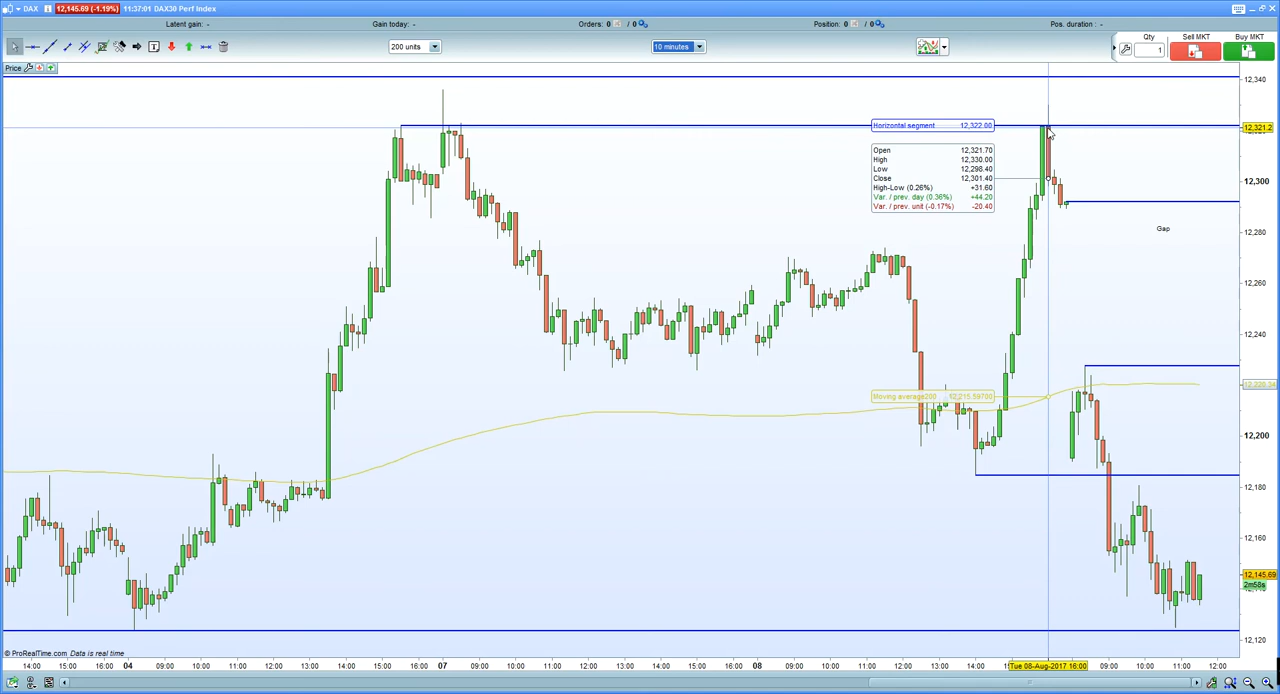 DAX 12,145.69 (-1.19%) 11:37:01 DAX30 Perf Index
Latent gain: - Gain today: - Orders: 0 / 0 Position: 0 / 0 Pos. duration: -
200 units 10 minutes Qty Sell MKT Buy MKT
1
Price
12,340
Horizontal segment 12,322.00
12,321.2
Open 12,321.70
High 12,330.00
Low 12,298.40
Close 12,301.40
High-Low (0.26%) +31.60
Var. / prev. day (0.36%) +44.20
Var. / prev. unit (-0.17%) -20.40
12,300
Gap
12,280
12,260
12,240
Moving average200 12,215.59700
12,200
12,180
12,160
12,145.69
2m58s
12,120
© ProRealTime.com Data is real time
14:00 15:00 04 09:00 11:00 12:00 13:00 14:00 15:00 16:00 07 09:00 10:00 11:00 12:00 13:00 14:00 15:00 16:00 08 09:00 10:00 11:00 12:00 13:00 14:00 Tue 08-Aug-2017 16:00 09:00 10:00 11:00 12:00